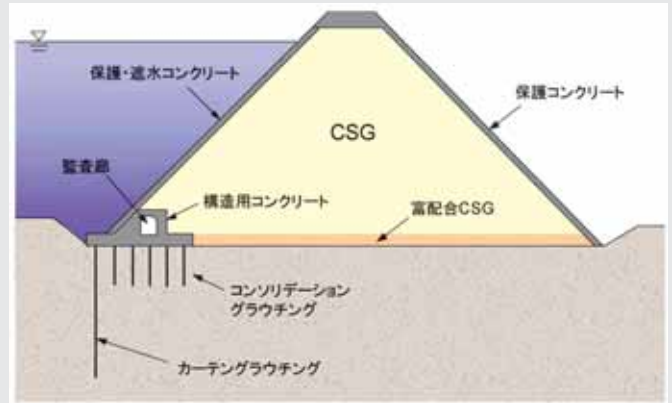 保護・遮水コンクリート
保護コンクリート
CSG
監査廊
構造用コンクリート
富配合CSG
コンソリデーション
グラウチング
カーテングラウチング